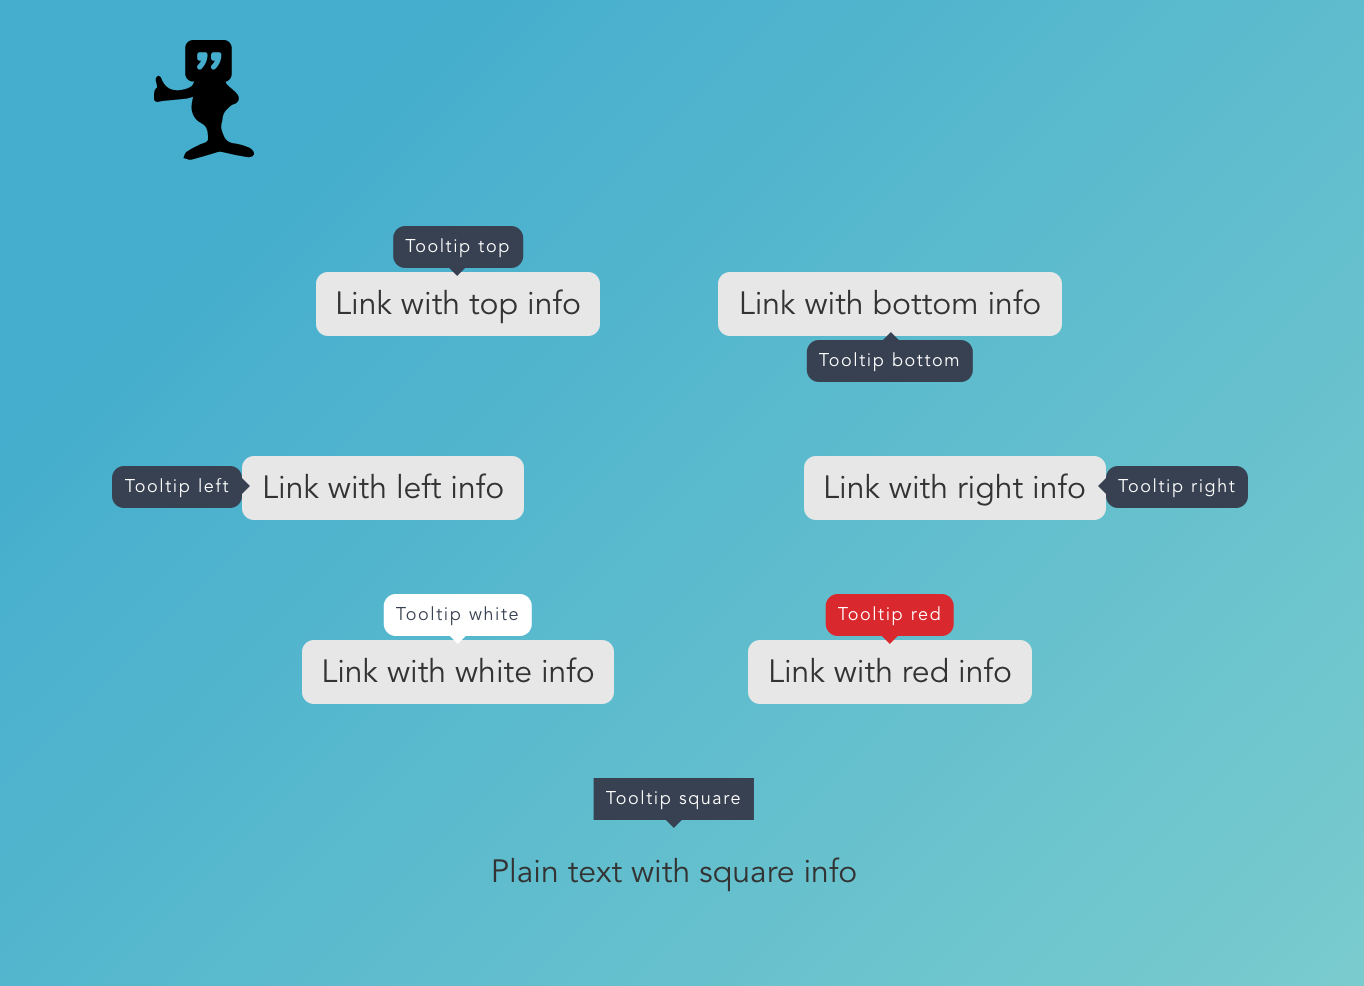 Tooltip top
Link with top info
Link with bottom info
Tooltip bottom
Tooltip left
Link with left info
Link with right info
Tooltip right
Tooltip white
Link with white info
Tooltip red
Link with red info
Tooltip square
Plain text with square info